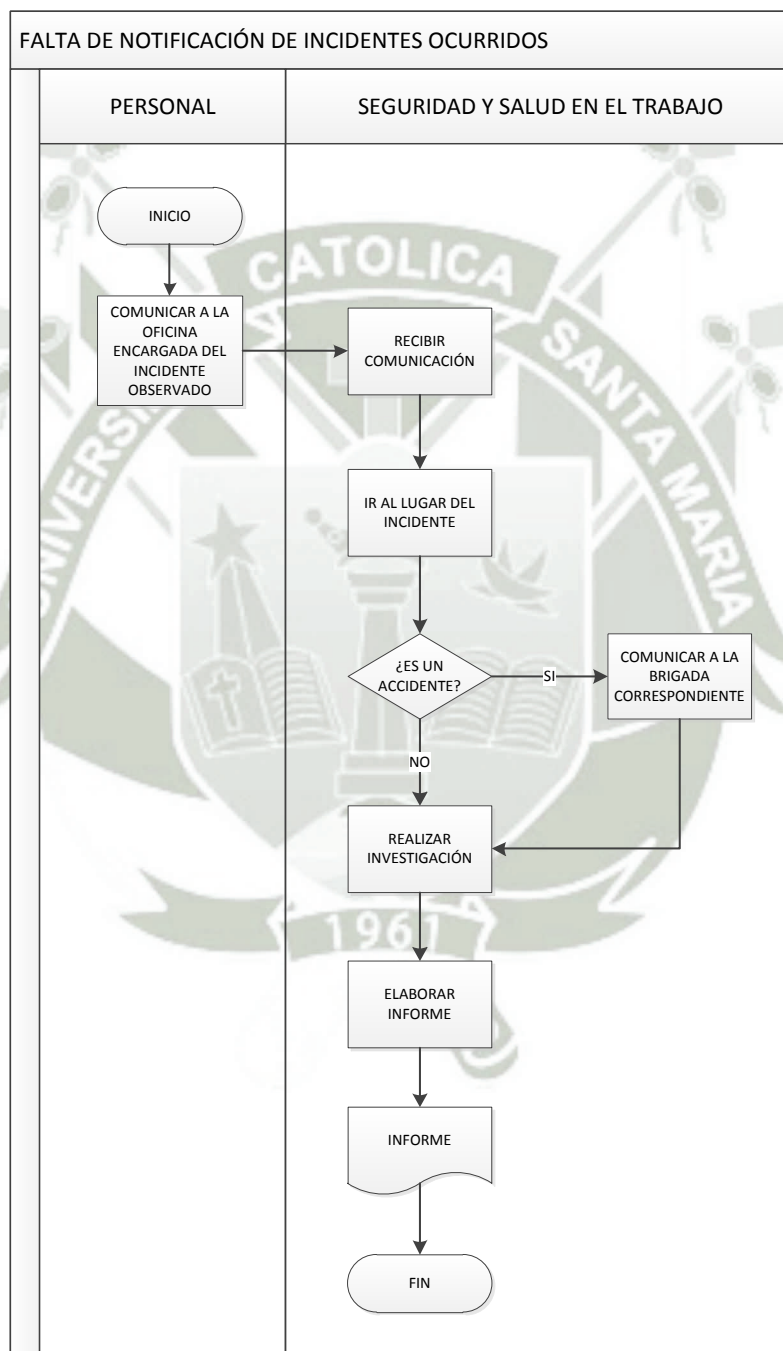 FALTA DE NOTIFICACIÓN DE INCIDENTES OCURRIDOS
PERSONAL
SEGURIDAD Y SALUD EN EL TRABAJO
INICIO
COMUNICAR A LA
OFICINA
ENCARGADA DEL
INCIDENTE
OBSERVADO
RECIBIR
COMUNICACIÓN
IR AL LUGAR DEL
INCIDENTE
¿ES UN
ACCIDENTE?
SI
COMUNICAR A LA
BRIGADA
CORRESPONDIENTE
NO
REALIZAR
INVESTIGACIÓN
ELABORAR
INFORME
INFORME
FIN
CATOLICA
SANTA MARIA
1961